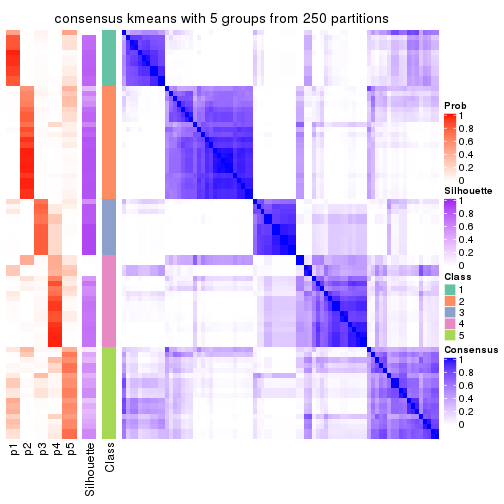 consensus kmeans with 5 groups from 250 partitions
Prob
1
0.8
0.6
0.4
0.2
0
Silhouette
1
0.8
0.6
0.4
0.2
0
Class
1
2
3
4
5
Consensus
1
0.8
0.6
0.4
0.2
0
p1
p2
p3
p4
p5
Silhouette
Class